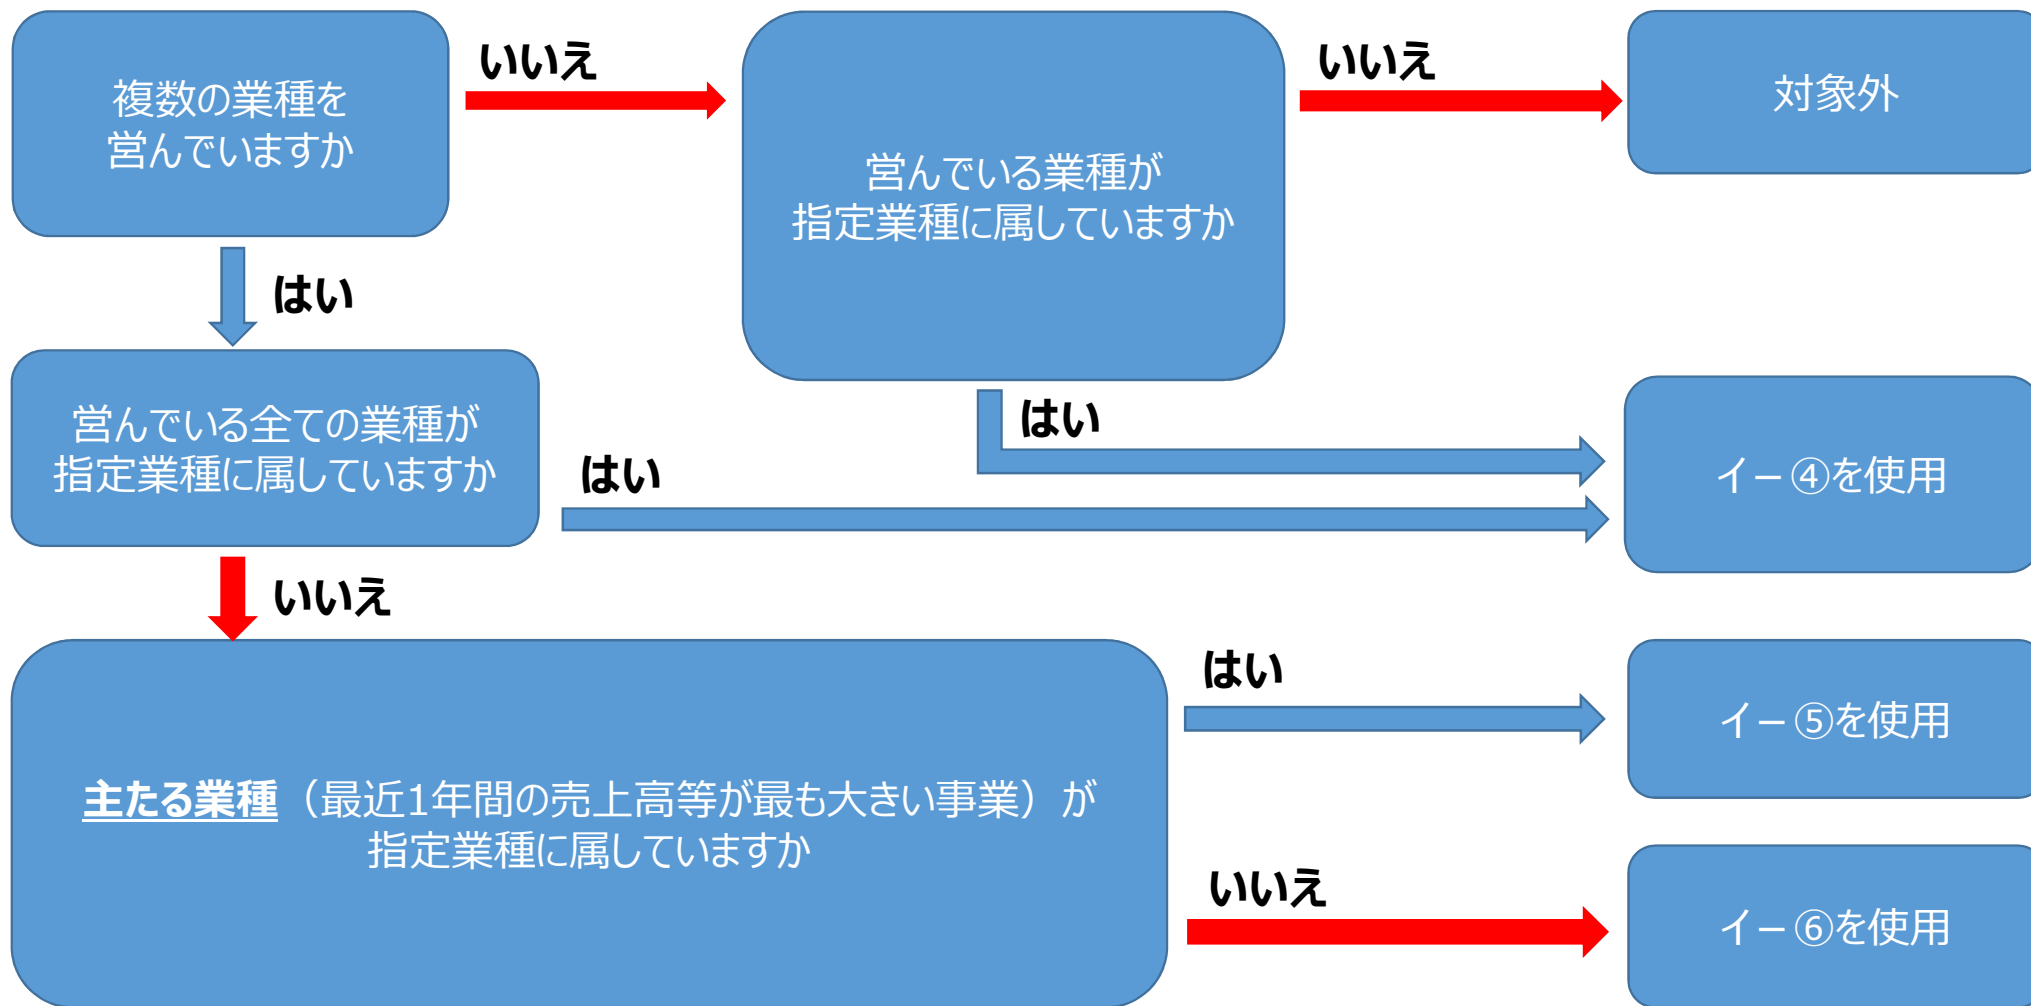 複数の業種を
営んでいますか
いいえ
営んでいる業種が
指定業種に属していますか
いいえ
対象外
はい
はい
営んでいる全ての業種が
指定業種に属していますか
はい
イー④を使用
いいえ
主たる業種（最近1年間の売上高等が最も大きい事業）が
指定業種に属していますか
はい
イー⑤を使用
いいえ
イー⑥を使用